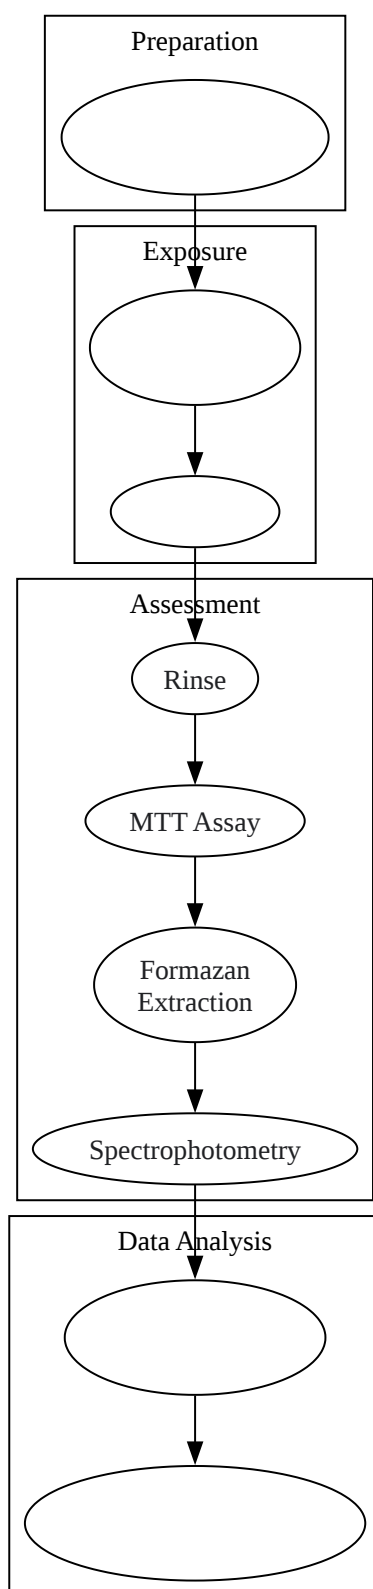 Preparation
Exposure
Assessment
Rinse
MTT Assay
Formazan
Extraction
Spectrophotometry
Data Analysis